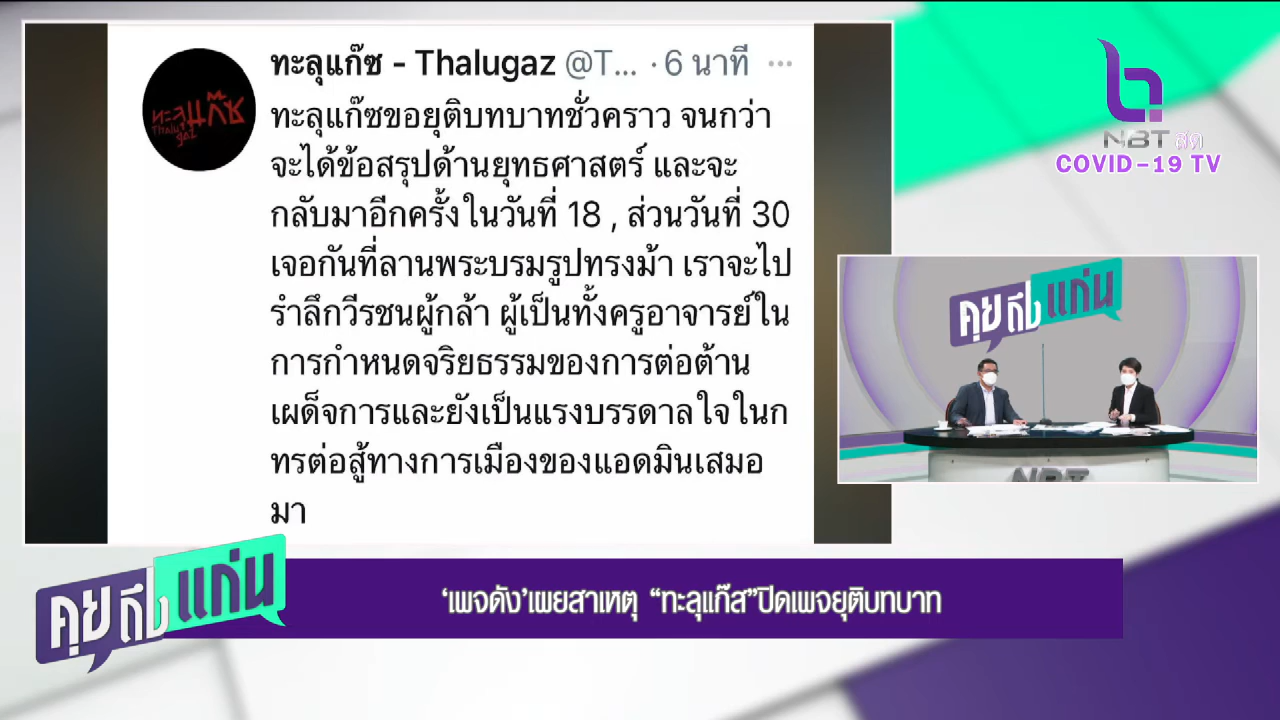 ทะลุแก๊ซ - Thalugaz @T... · 6 นาที ...
ทะลุแก๊ซขอยุติบทบาทชั่วคราว จนกว่า
จะได้ข้อสรุปด้านยุทธศาสตร์ และจะ
กลับมาอีกครั้งในวันที่ 18 , ส่วนวันที่ 30
เจอกันที่ลานพระบรมรูปทรงม้า เราจะไป
รำลึกวีรชนผู้กล้า ผู้เป็นทั้งครูอาจารย์ใน
การกำหนดจริยธรรมของการต่อต้าน
เผด็จการและยังเป็นแรงบรรดาลใจในก
ทรต่อสู้ทางการเมืองของแอดมินเสมอ
มา
ทะลุแก๊ซ
Thalugaz
NBT สด
COVID-19 TV
คุยถึงแก่น
NBT
คุยถึงแก่น
‘เพจดัง’เผยสาเหตุ “ทะลุแก๊ส”ปิดเพจยุติบทบาท